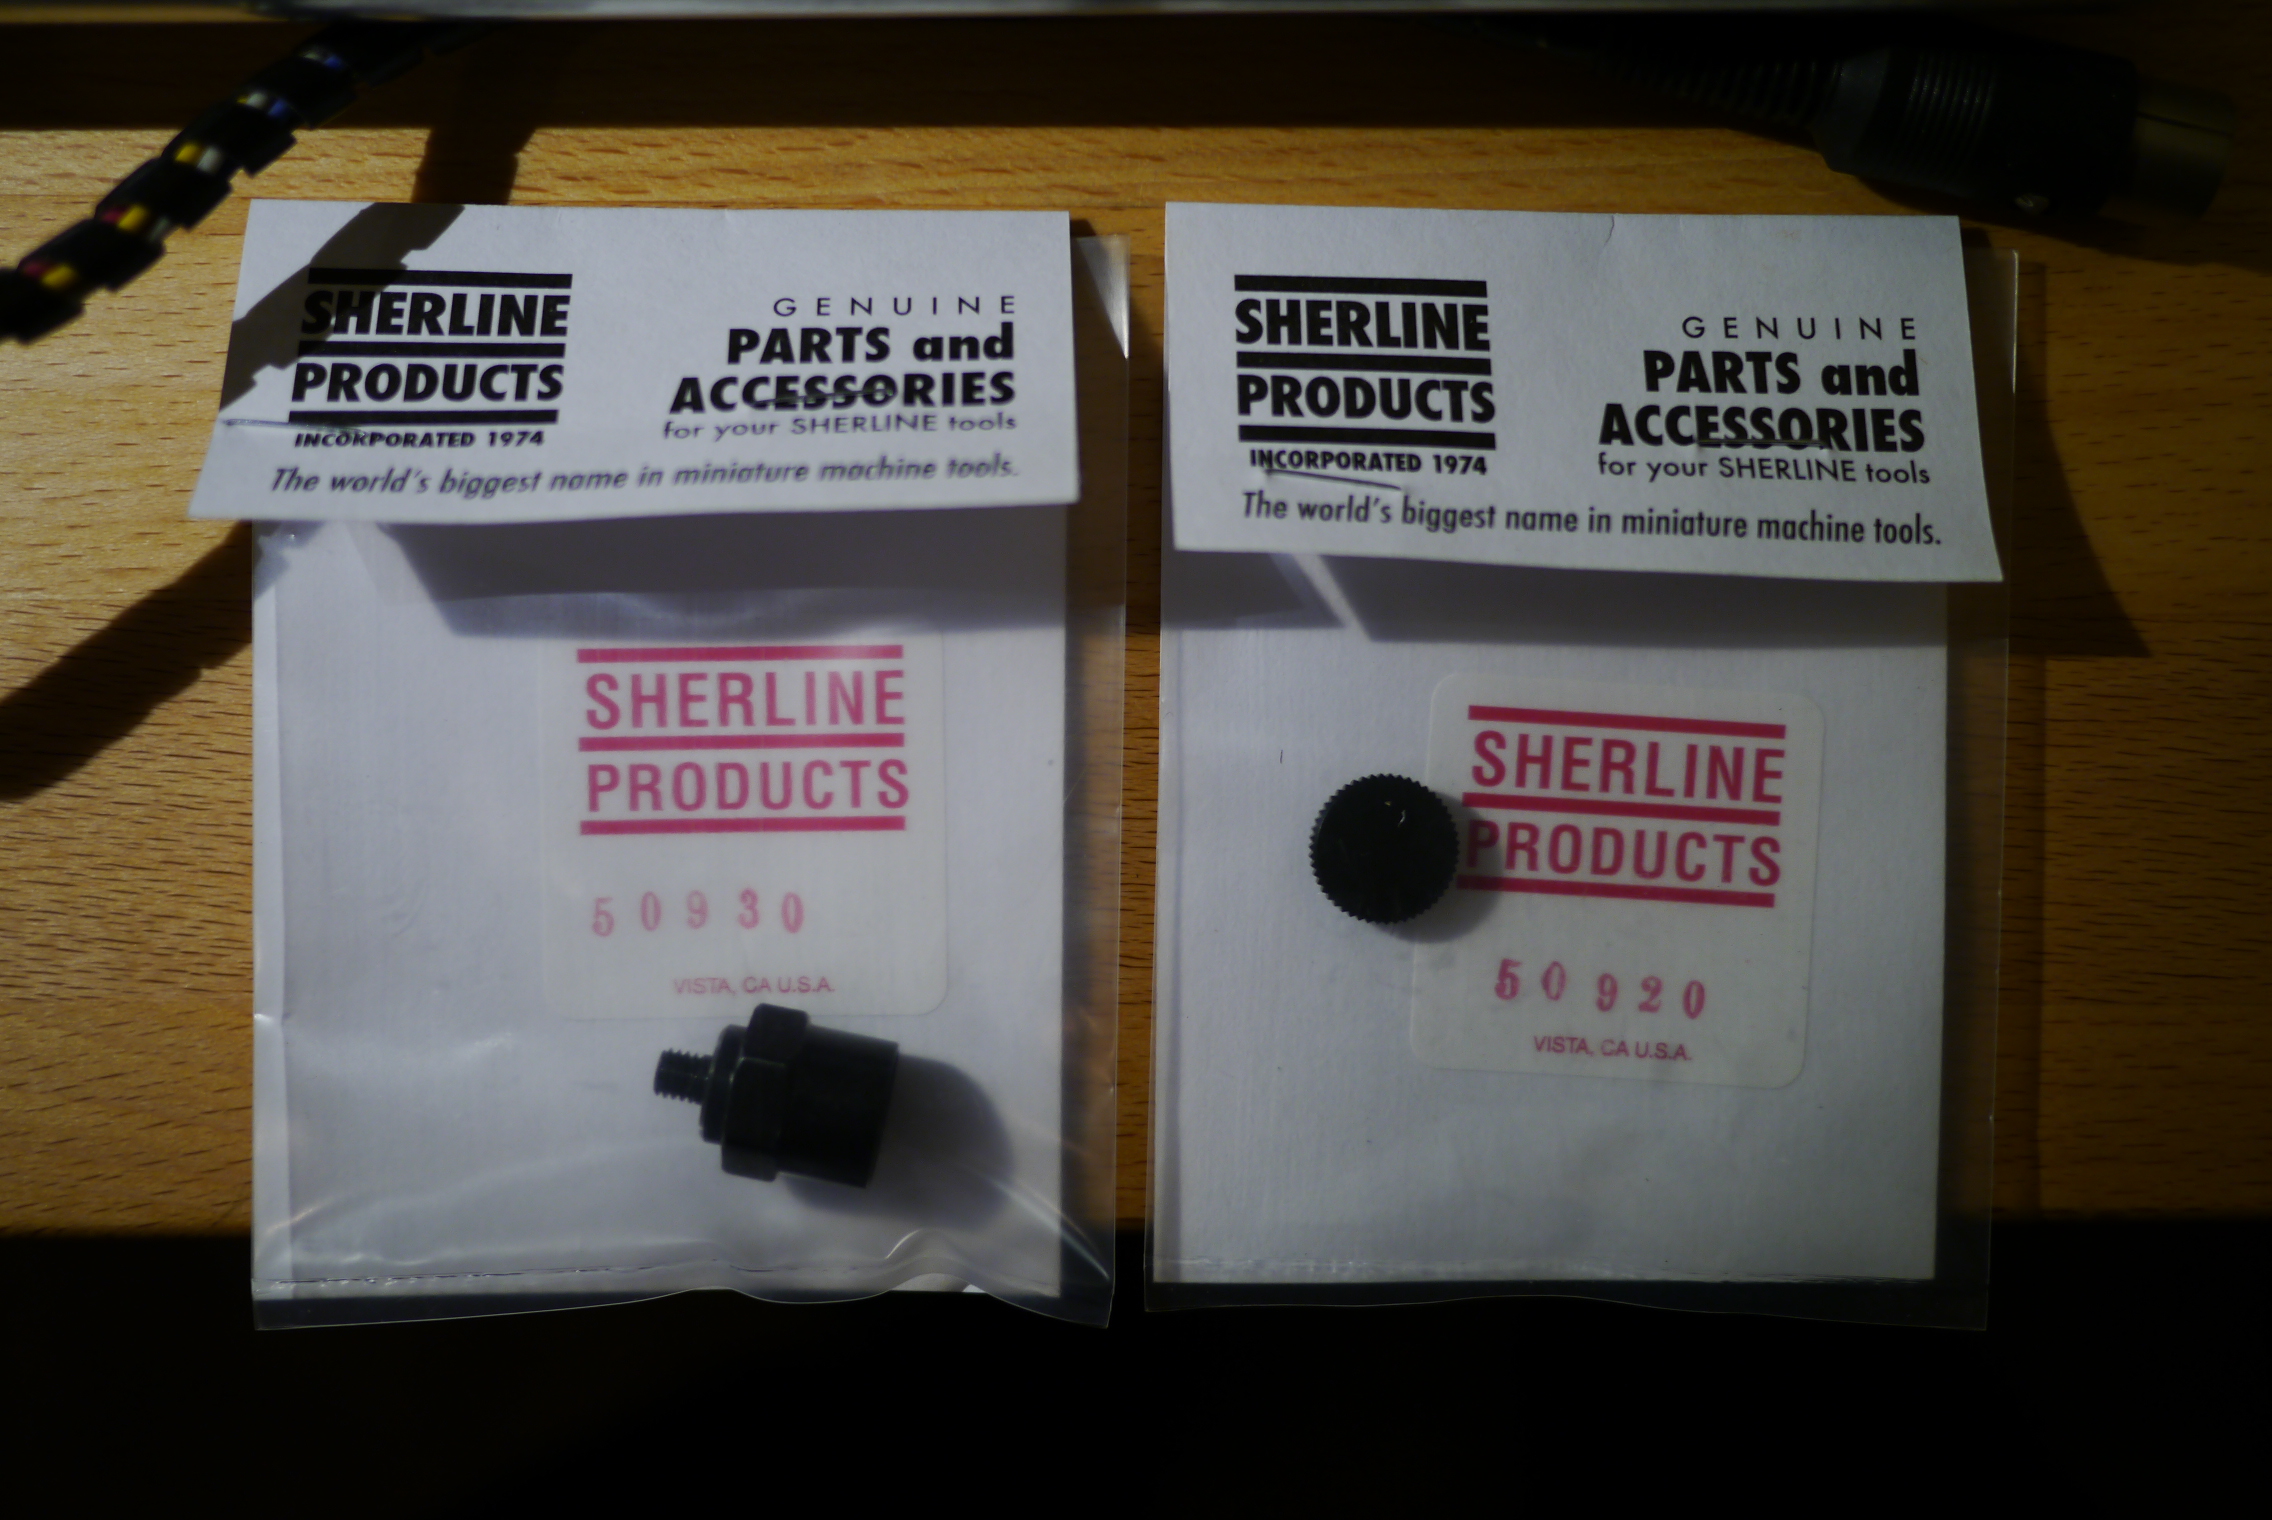 SHERLINE
PRODUCTS
INCORPORATED 1974
GENUINE
PARTS and
ACCESSORIES
for your SHERLINE tools
The world's biggest name in miniature machine tools.
SHERLINE
PRODUCTS
50930
VISTA, CA U.S.A.
SHERLINE
PRODUCTS
INCORPORATED 1974
GENUINE
PARTS and
ACCESSORIES
for your SHERLINE tools
The world's biggest name in miniature machine tools.
SHERLINE
PRODUCTS
50920
VISTA, CA U.S.A.